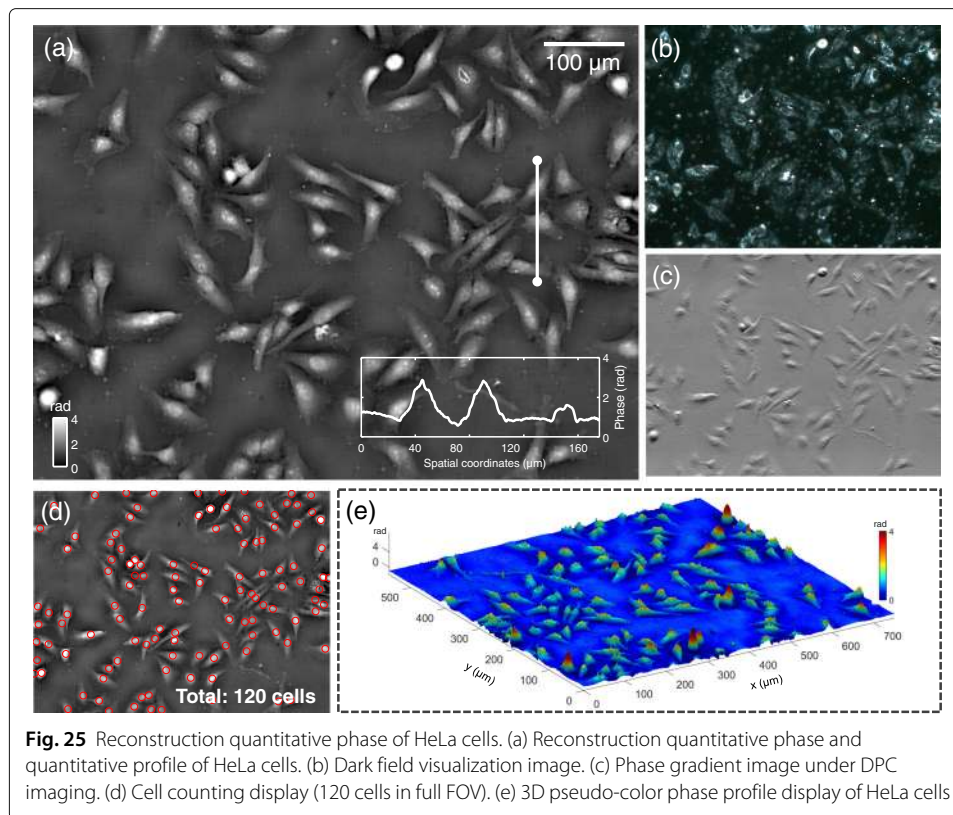 (a)
100 µm
rad
4
2
0
4
2
0
Phase (rad)
0 40 80 120 160
Spatial coordinates (µm)
(b)
(c)
(d)
Total: 120 cells
(e)
rad
4
0
rad
4
0
500
400
300
200
100
0
y (µm)
0
100
200
300
400
500
600
700
x (µm)
Fig. 25 Reconstruction quantitative phase of HeLa cells. (a) Reconstruction quantitative phase and
quantitative profile of HeLa cells. (b) Dark field visualization image. (c) Phase gradient image under DPC
imaging. (d) Cell counting display (120 cells in full FOV). (e) 3D pseudo-color phase profile display of HeLa cells